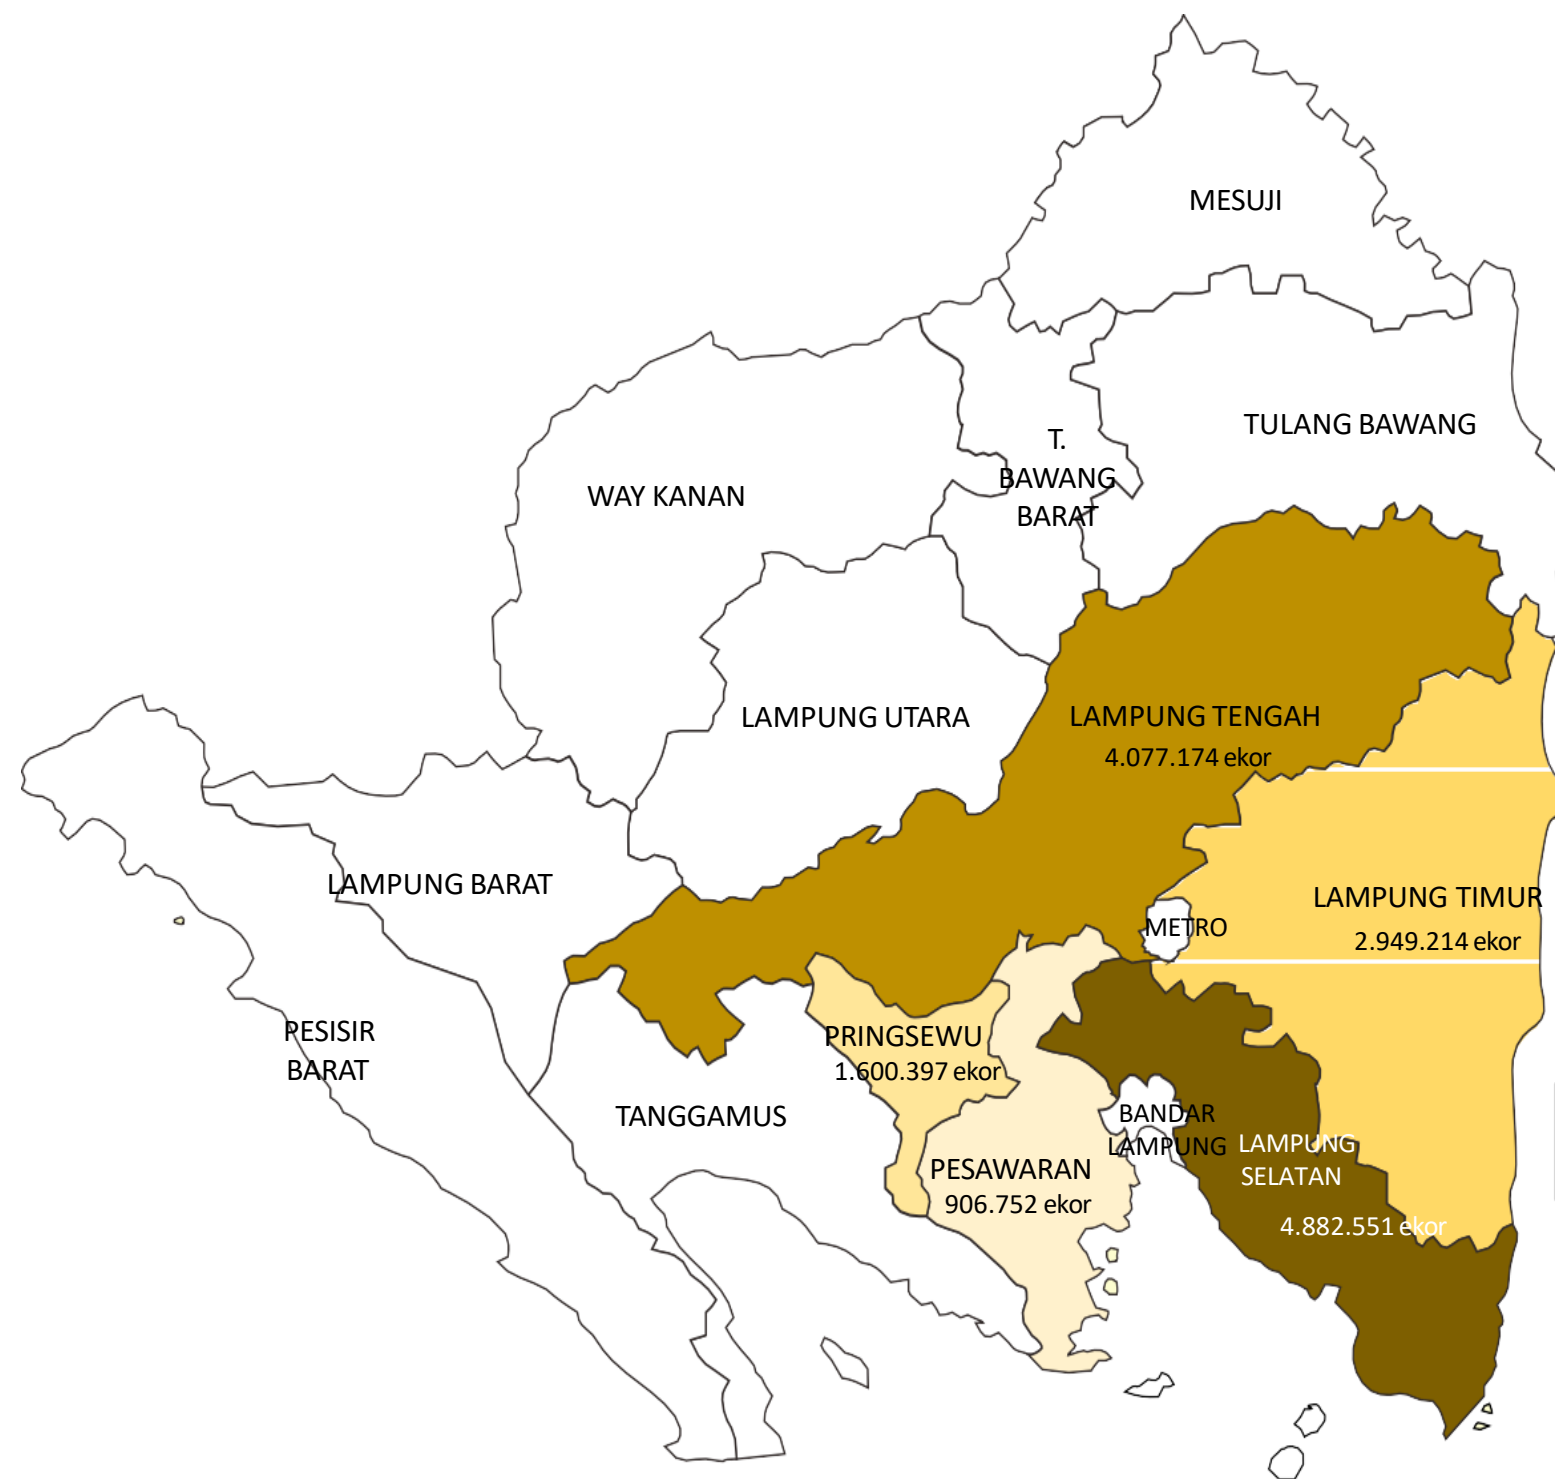 MESUJI
TULANG BAWANG
T.
BAWANG
BARAT
WAY KANAN
LAMPUNG UTARA
LAMPUNG TENGAH
4.077.174 ekor
LAMPUNG BARAT
LAMPUNG TIMUR
2.949.214 ekor
METRO
PESISIR
BARAT
PRINGSEWU
1.600.397 ekor
TANGGAMUS
BANDAR
LAMPUNG
LAMPUNG
SELATAN
4.882.551 ekor
PESAWARAN
906.752 ekor